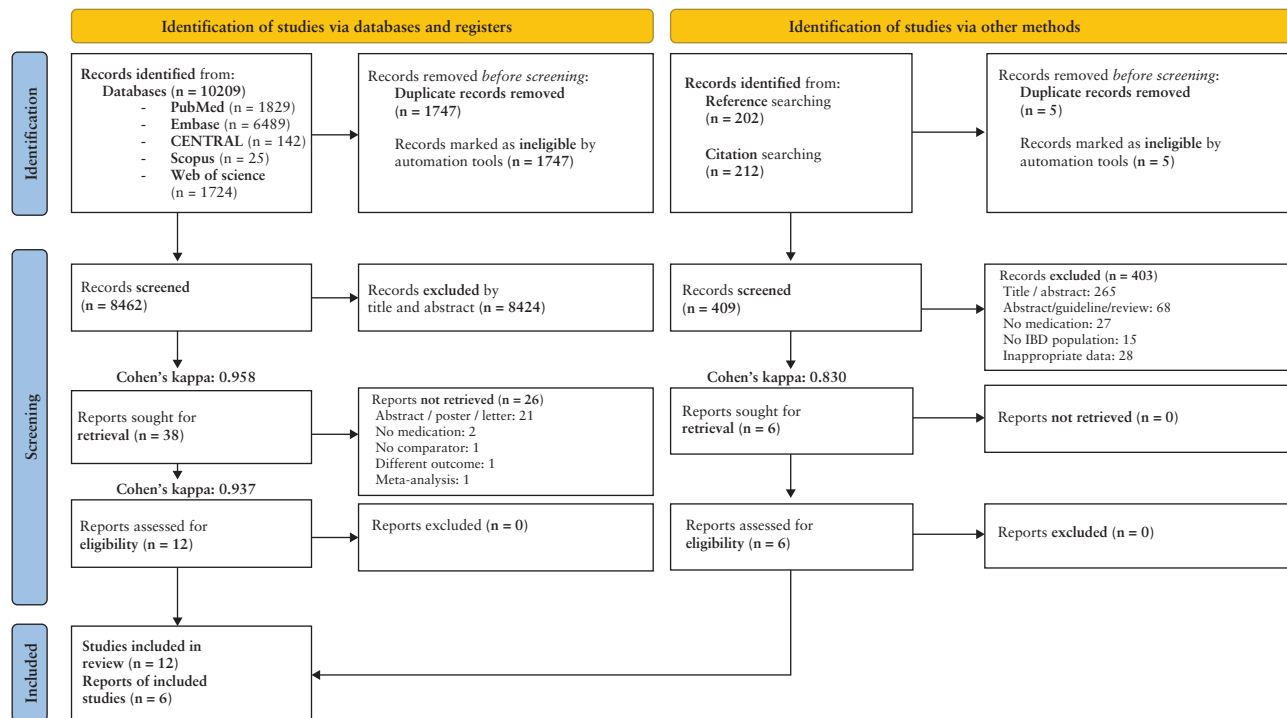 Identification of studies via databases and registers
Identification of studies via other methods
Identification
Records identified from:
Databases (n = 10209)
- PubMed (n = 1829)
- Embase (n = 6489)
- CENTRAL (n = 142)
- Scopus (n = 25)
- Web of science
(n = 1724)
Records removed before screening:
Duplicate records removed
(n = 1747)
Records marked as ineligible by
automation tools (n = 1747)
Records identified from:
Reference searching
(n = 202)
Citation searching
(n = 212)
Records removed before screening:
Duplicate records removed
(n = 5)
Records marked as ineligible by
automation tools (n = 5)
Screening
Records screened
(n = 8462)
Records excluded by
title and abstract (n = 8424)
Records screened
(n = 409)
Records excluded (n = 403)
Title / abstract: 265
Abstract/guideline/review: 68
No medication: 27
No IBD population: 15
Inappropriate data: 28
Cohen's kappa: 0.958
Cohen's kappa: 0.830
Reports sought for
retrieval (n = 38)
Reports not retrieved (n = 26)
Abstract / poster / letter: 21
No medication: 2
No comparator: 1
Different outcome: 1
Meta-analysis: 1
Reports sought for
retrieval (n = 6)
Reports not retrieved (n = 0)
Cohen's kappa: 0.937
Reports assessed for
eligibility (n = 12)
Reports excluded (n = 0)
Reports assessed for
eligibility (n = 6)
Reports excluded (n = 0)
Included
Studies included in
review (n = 12)
Reports of included
studies (n = 6)